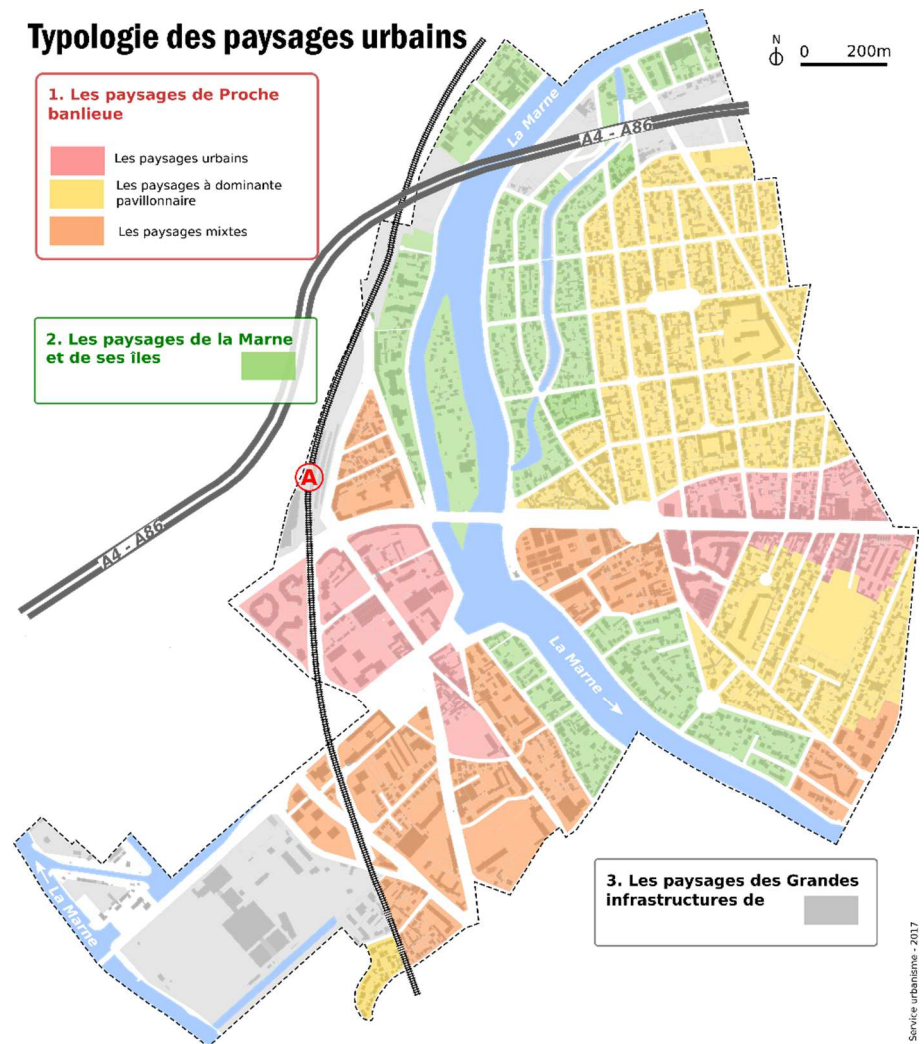 Typologie des paysages urbains
N
0 200m
1. Les paysages de Proche
banlieue
Les paysages urbains
Les paysages à dominante
pavillonnaire
Les paysages mixtes
2. Les paysages de la Marne
et de ses îles
La Marne
A4 - A86
A
A4 - A86
La Marne
La Marne
3. Les paysages des Grandes
infrastructures de
Service urbanisme - 2017